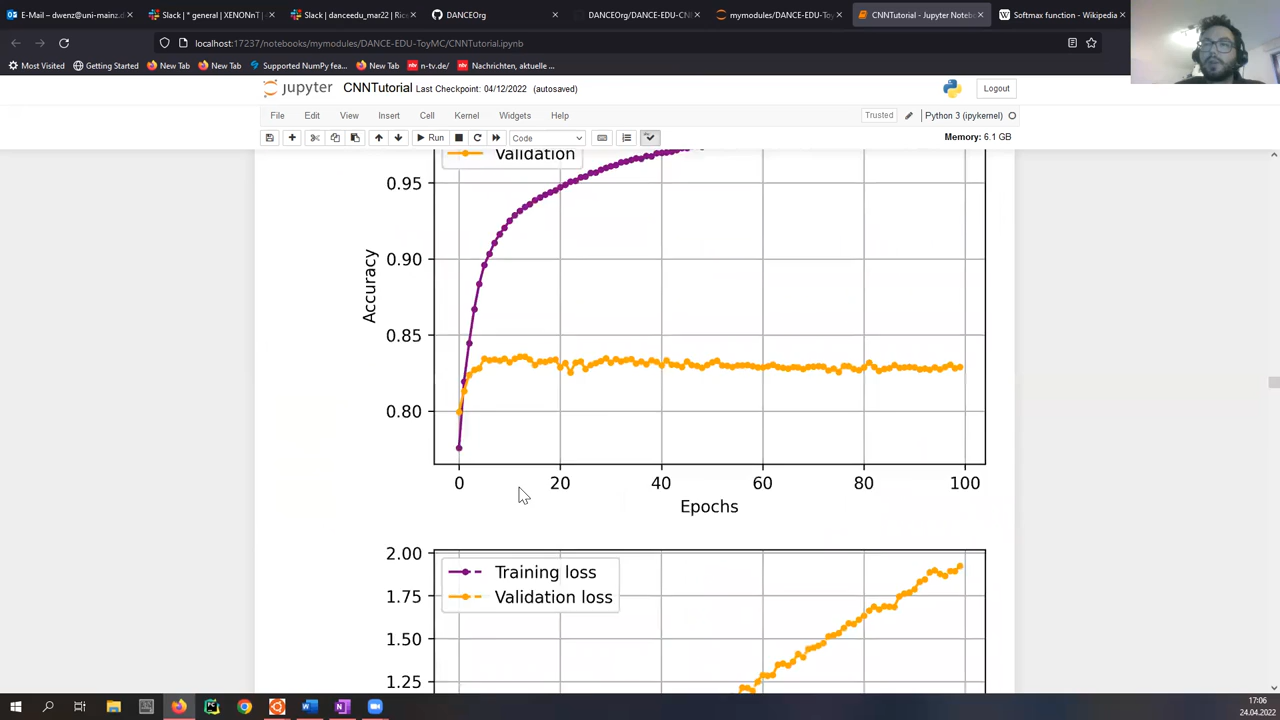 E-Mail – dwenz@uni-mainz.d
Slack | * general | XENONnT |
Slack | danceedu_mar22 | Ric
DANCEOrg
DANCEOrg/DANCE-EDU-CN
mymodules/DANCE-EDU-ToyM
CNNTutorial - Jupyter Noteb
Softmax function - Wikipedia
localhost:17237/notebooks/mymodules/DANCE-EDU-ToyMC/CNNTutorial.ipynb
Most Visited
Getting Started
New Tab
New Tab
Supported NumPy fea...
New Tab
n-tv.de/
Nachrichten, aktuelle ...
jupyter
CNNTutorial Last Checkpoint: 04/12/2022 (autosaved)
Logout
File Edit View Insert Cell Kernel Widgets Help
Trusted
Python 3 (ipykernel)
Run
Code
Memory: 6.1 GB
Validation
0.95
0.90
0.85
0.80
Accuracy
0 20 40 60 80 100
Epochs
2.00
1.75
1.50
1.25
Training loss
Validation loss
17:06
24.04.2022